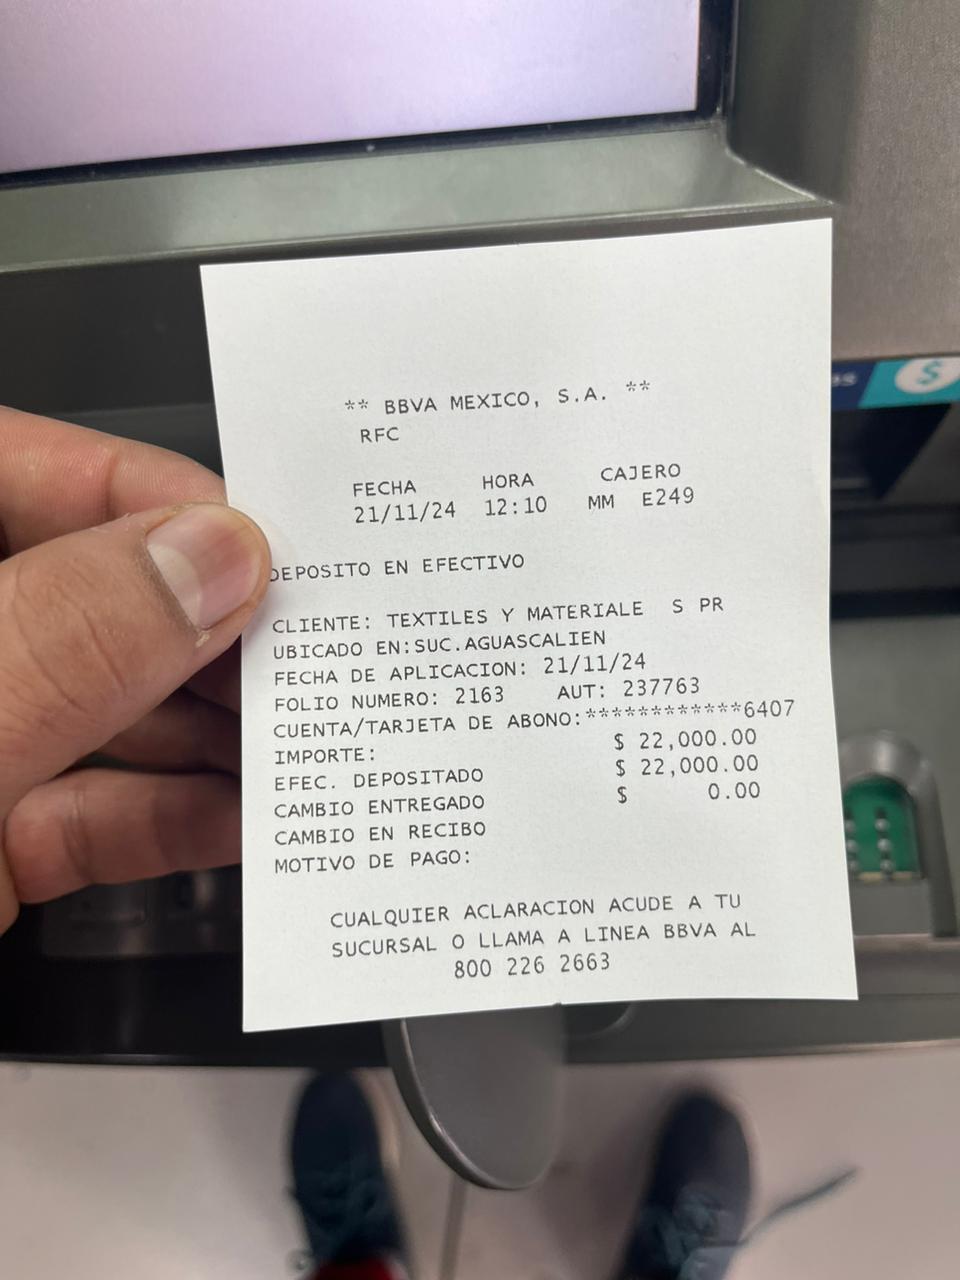 ** BBVA MEXICO, S.A. **
RFC
FECHA HORA CAJERO
21/11/24 12:10 MM E249
DEPOSITO EN EFECTIVO
CLIENTE: TEXTILES Y MATERIALE S PR
UBICADO EN:SUC.AGUASCALIEN
FECHA DE APLICACION: 21/11/24
FOLIO NUMERO: 2163 AUT: 237763
CUENTA/TARJETA DE ABONO:************6407
IMPORTE: $ 22,000.00
EFEC. DEPOSITADO $ 22,000.00
CAMBIO ENTREGADO $ 0.00
CAMBIO EN RECIBO
MOTIVO DE PAGO:
CUALQUIER ACLARACION ACUDE A TU
SUCURSAL O LLAMA A LINEA BBVA AL
800 226 2663
$